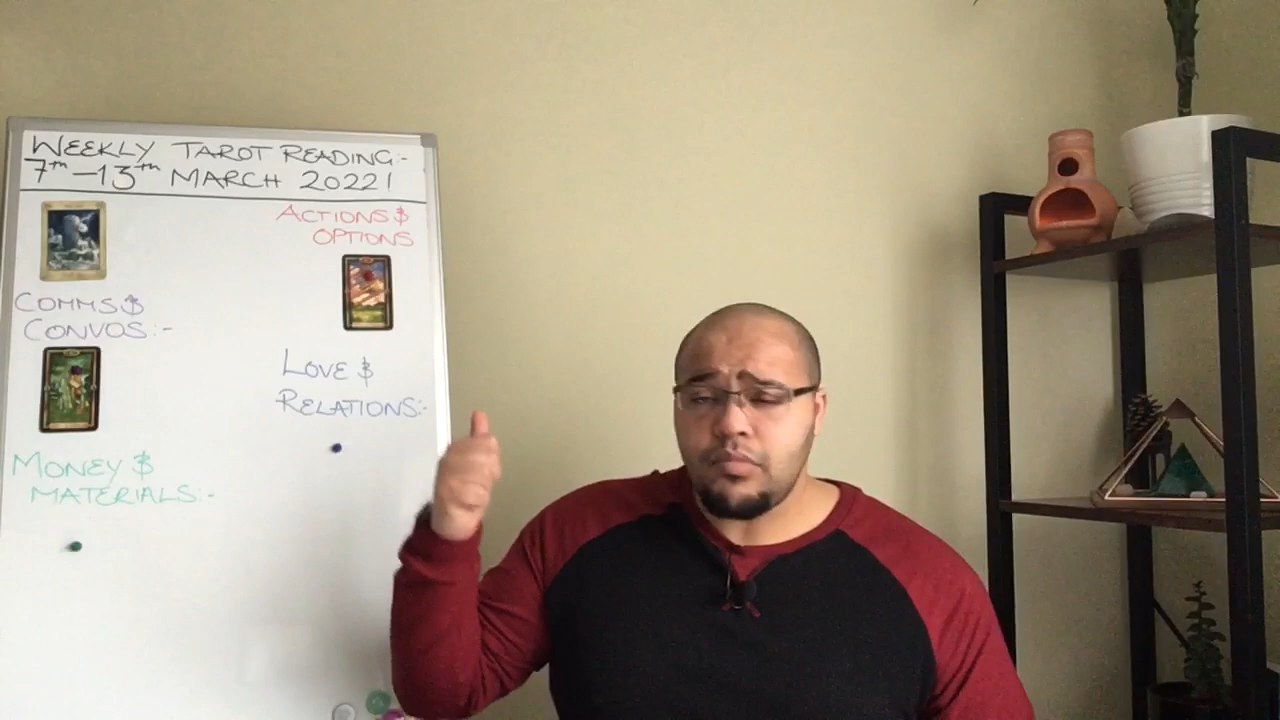 WEEKLY TAROT READING:-
7th-13th MARCH 2022!
ACTIONS &
OPTIONS
COMMS &
CONVOS:-
LOVE &
RELATIONS:-
MONEY &
MATERIALS:-